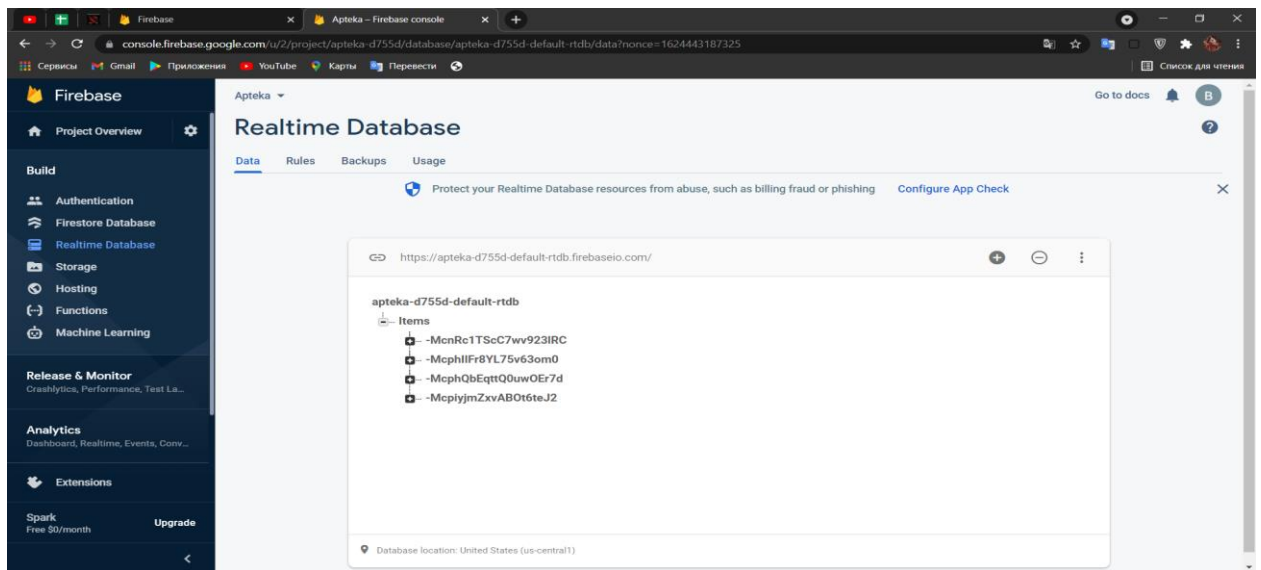 Firebase
Apteka – Firebase console
console.firebase.google.com/u/2/project/apteka-d755d/database/apteka-d755d-default-rtdb/data?nonce=1624443187325
Сервисы Gmail Приложения YouTube Карты Перевести Список для чтения
Firebase
Apteka
Go to docs
B
Project Overview
Realtime Database
Data Rules Backups Usage
Build
Protect your Realtime Database resources from abuse, such as billing fraud or phishing Configure App Check
Authentication
Firestore Database
Realtime Database
Storage
Hosting
Functions
Machine Learning
https://apteka-d755d-default-rtdb.firebaseio.com/
apteka-d755d-default-rtdb
Items
-McnRc1TScC7wv923IRC
-McphIIFr8YL75v63om0
-McphQbEqttQ0uwOEr7d
-McpiyjmZxvABOt6teJ2
Release & Monitor
Crashlytics, Performance, Test La...
Analytics
Dashboard, Realtime, Events, Conv...
Extensions
Spark
Free $0/month
Upgrade
Database location: United States (us-central1)